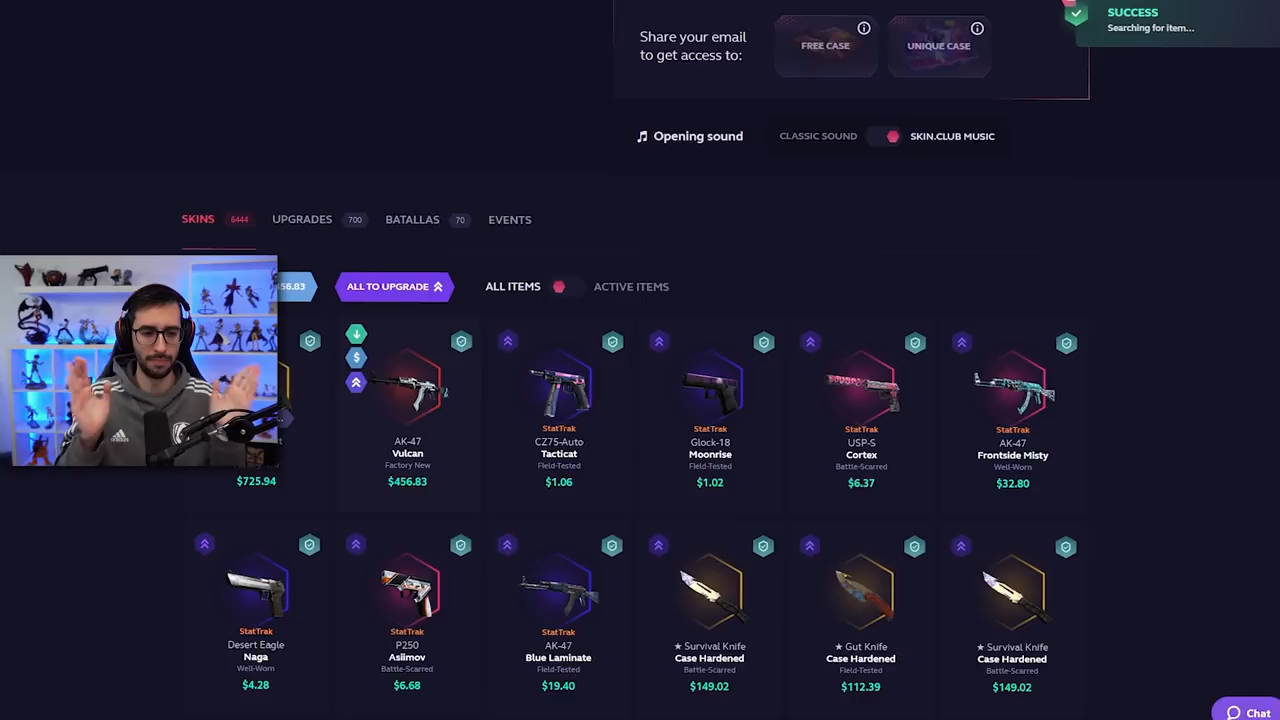 SUCCESS
Searching for item...
Share your email
to get access to:
FREE CASE
UNIQUE CASE
Opening sound
CLASSIC SOUND
SKIN.CLUB MUSIC
SKINS 6444
UPGRADES 700
BATALLAS 70
EVENTS
56.83
ALL TO UPGRADE
ALL ITEMS
ACTIVE ITEMS
$725.94
AK-47
Vulcan
Factory New
$456.83
StatTrak
CZ75-Auto
Tacticat
Field-Tested
$1.06
StatTrak
Glock-18
Moonrise
Field-Tested
$1.02
StatTrak
USP-S
Cortex
Battle-Scarred
$6.37
StatTrak
AK-47
Frontside Misty
Well-Worn
$32.80
StatTrak
Desert Eagle
Naga
Well-Worn
$4.28
StatTrak
P250
Asiimov
Battle-Scarred
$6.68
StatTrak
AK-47
Blue Laminate
Field-Tested
$19.40
★ Survival Knife
Case Hardened
Battle-Scarred
$149.02
★ Gut Knife
Case Hardened
Field-Tested
$112.39
★ Survival Knife
Case Hardened
Battle-Scarred
$149.02
Chat